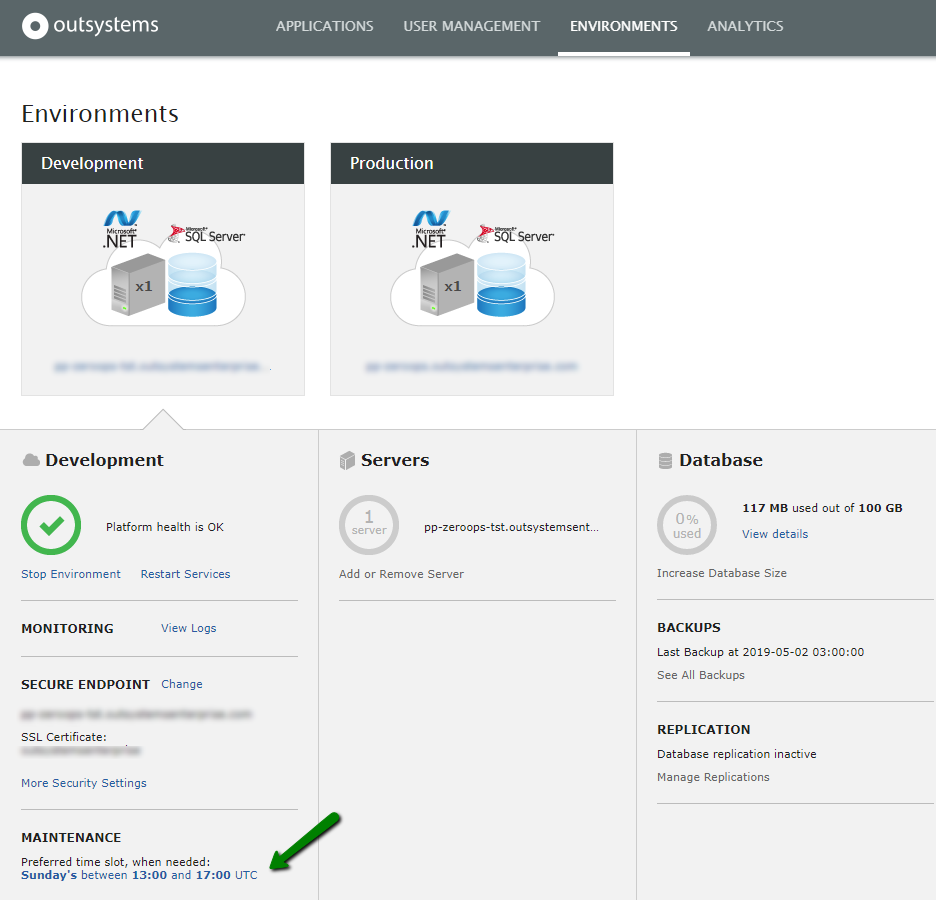 outsystems
APPLICATIONS USER MANAGEMENT ENVIRONMENTS ANALYTICS
Environments
Development
Microsoft®
.NET
Microsoft®
SQL Server
x1
Production
Microsoft®
.NET
Microsoft®
SQL Server
x1
Development
Platform health is OK
Stop Environment Restart Services
MONITORING View Logs
SECURE ENDPOINT Change
SSL Certificate:
More Security Settings
MAINTENANCE
Preferred time slot, when needed:
Sunday's between 13:00 and 17:00 UTC
Servers
1
server
pp-zeroops-tst.outsystemsent...
Add or Remove Server
Database
0%
used
117 MB used out of 100 GB
View details
Increase Database Size
BACKUPS
Last Backup at 2019-05-02 03:00:00
See All Backups
REPLICATION
Database replication inactive
Manage Replications